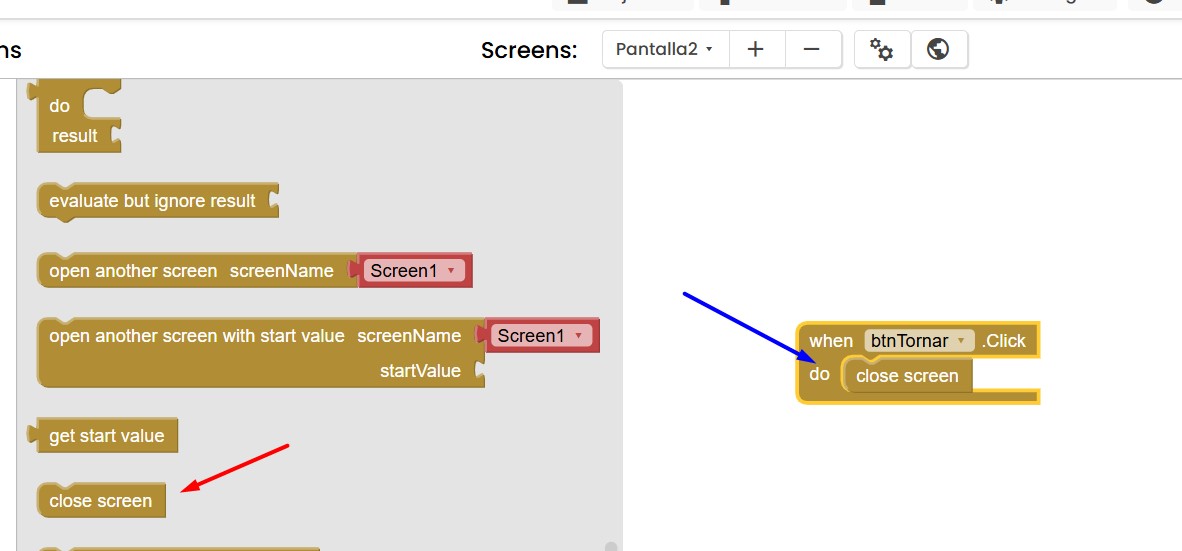 ns
Screens:
Pantalla2
+
−
do
result
evaluate but ignore result
open another screen screenName Screen1
open another screen with start value screenName Screen1
startValue
get start value
close screen
when btnTornar .Click
do close screen